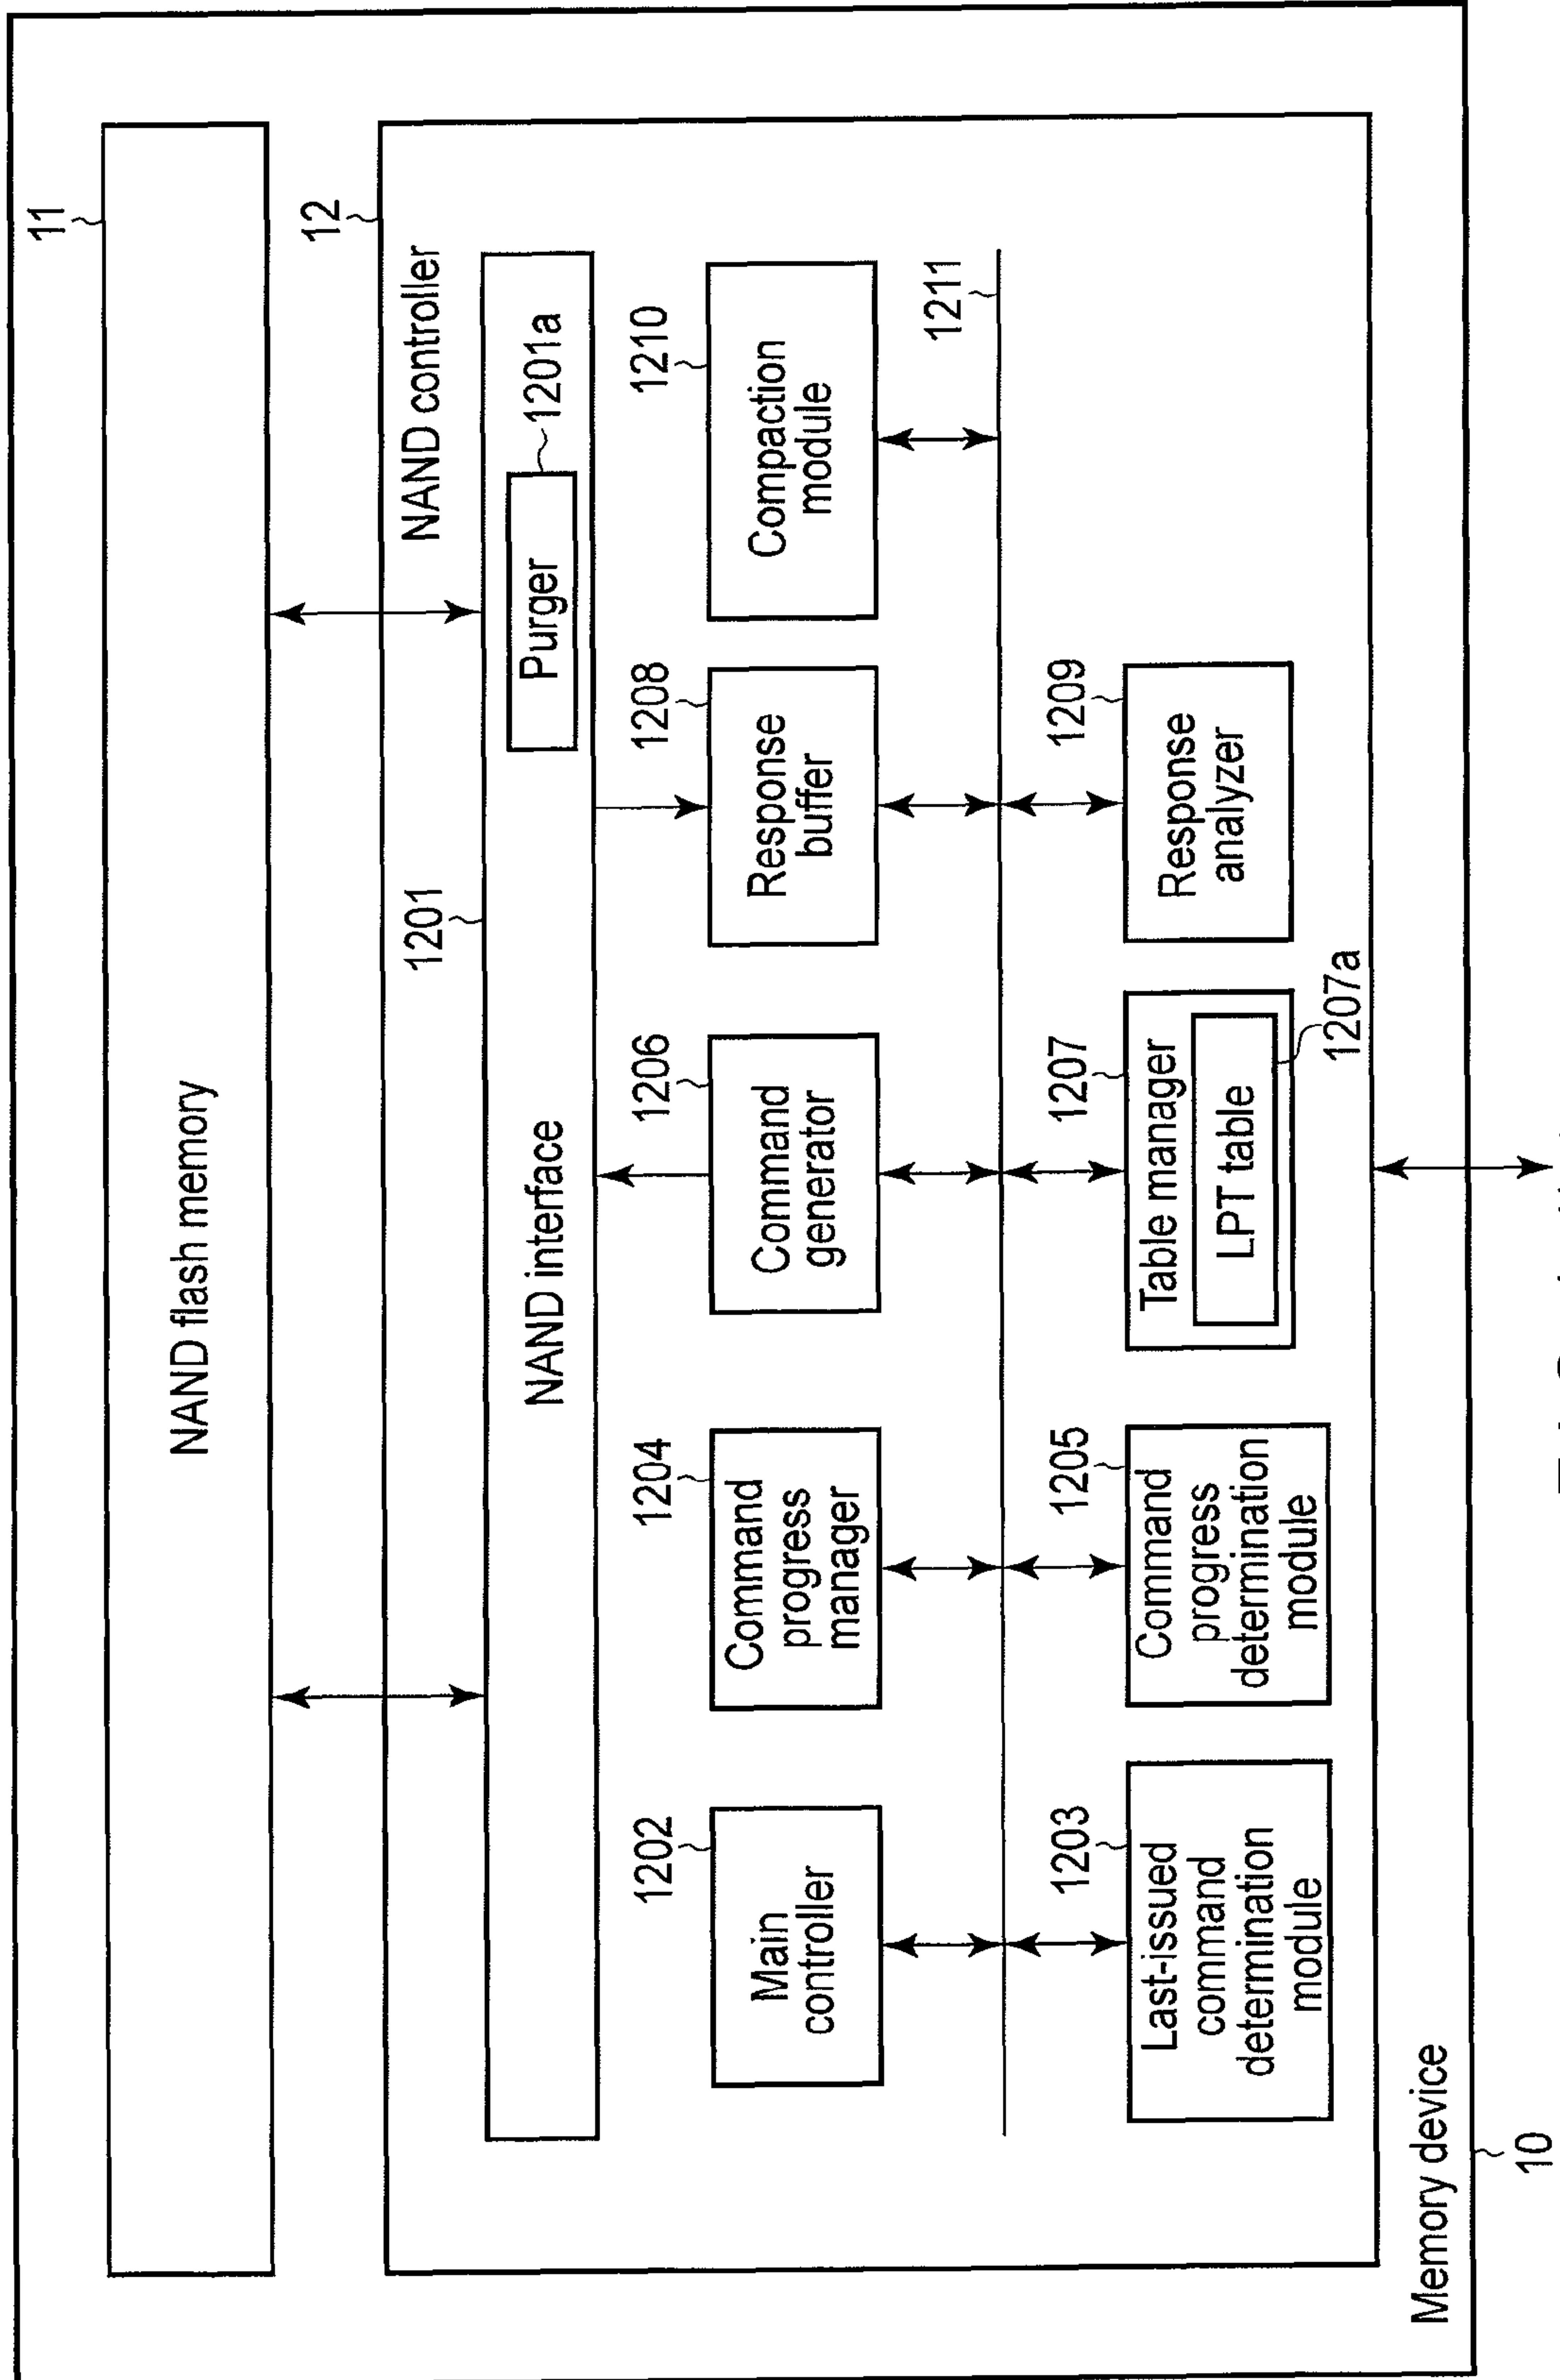 11
NAND flash memory
12
NAND controller
1201
NAND interface
Purger
1201a
1202
Main
controller
1204
Command
progress
manager
1206
Command
generator
1208
Response
buffer
1210
Compaction
module
1211
1203
Last-issued
command
determination
module
1205
Command
progress
determination
module
1207
Table manager
LPT table
1207a
1209
Response
analyzer
Memory device
10